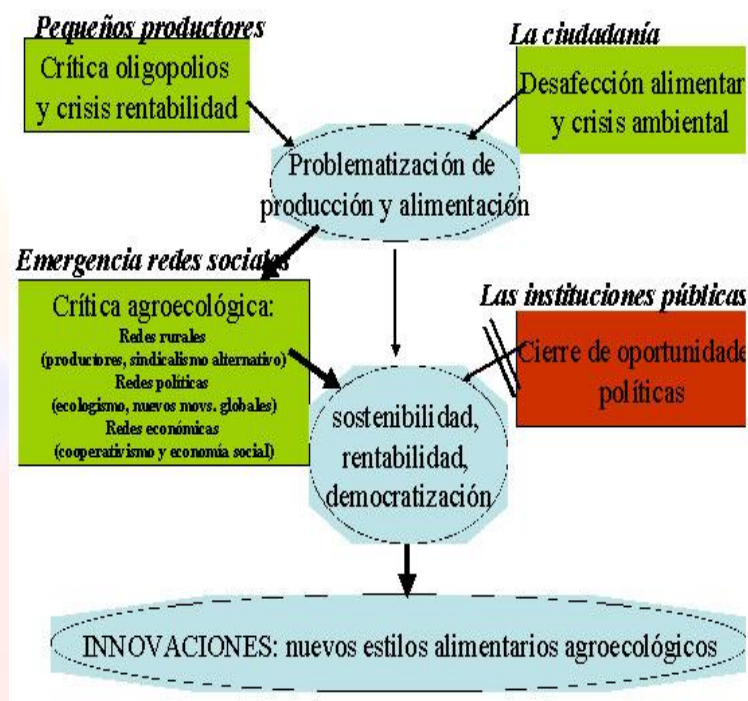 Pequeños productores
Crítica oligopolios
y crisis rentabilidad
La ciudadanía
Desafección alimentar
y crisis ambiental
Problematización de
producción y alimentación
Emergencia redes sociales
Crítica agroecológica:
Redes rurales
(productores, sindicalismo alternativo)
Redes políticas
(ecologismo, nuevos movs. globales)
Redes económicas
(cooperativismo y economía social)
Las instituciones públicas
Cierre de oportunidade
políticas
sostenibilidad,
rentabilidad,
democratización
INNOVACIONES: nuevos estilos alimentarios agroecológicos